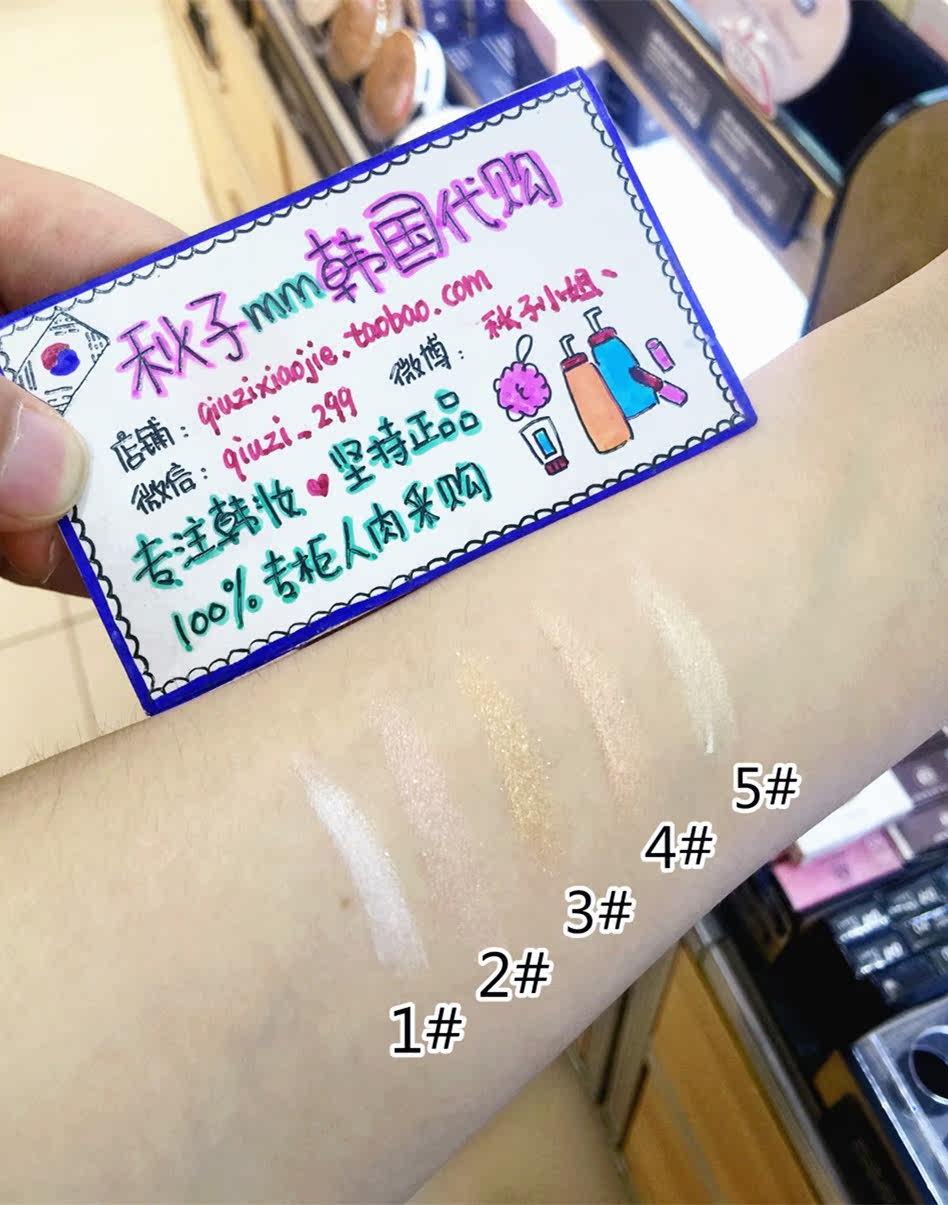 秋子mm韩国代购
店铺: qiuzixiaojie.taobao.com
微信: qiuzi_299 微博: 秋子小姐、
专注韩妆♥坚持正品
100%专柜人肉采购
1#
2#
3#
4#
5#